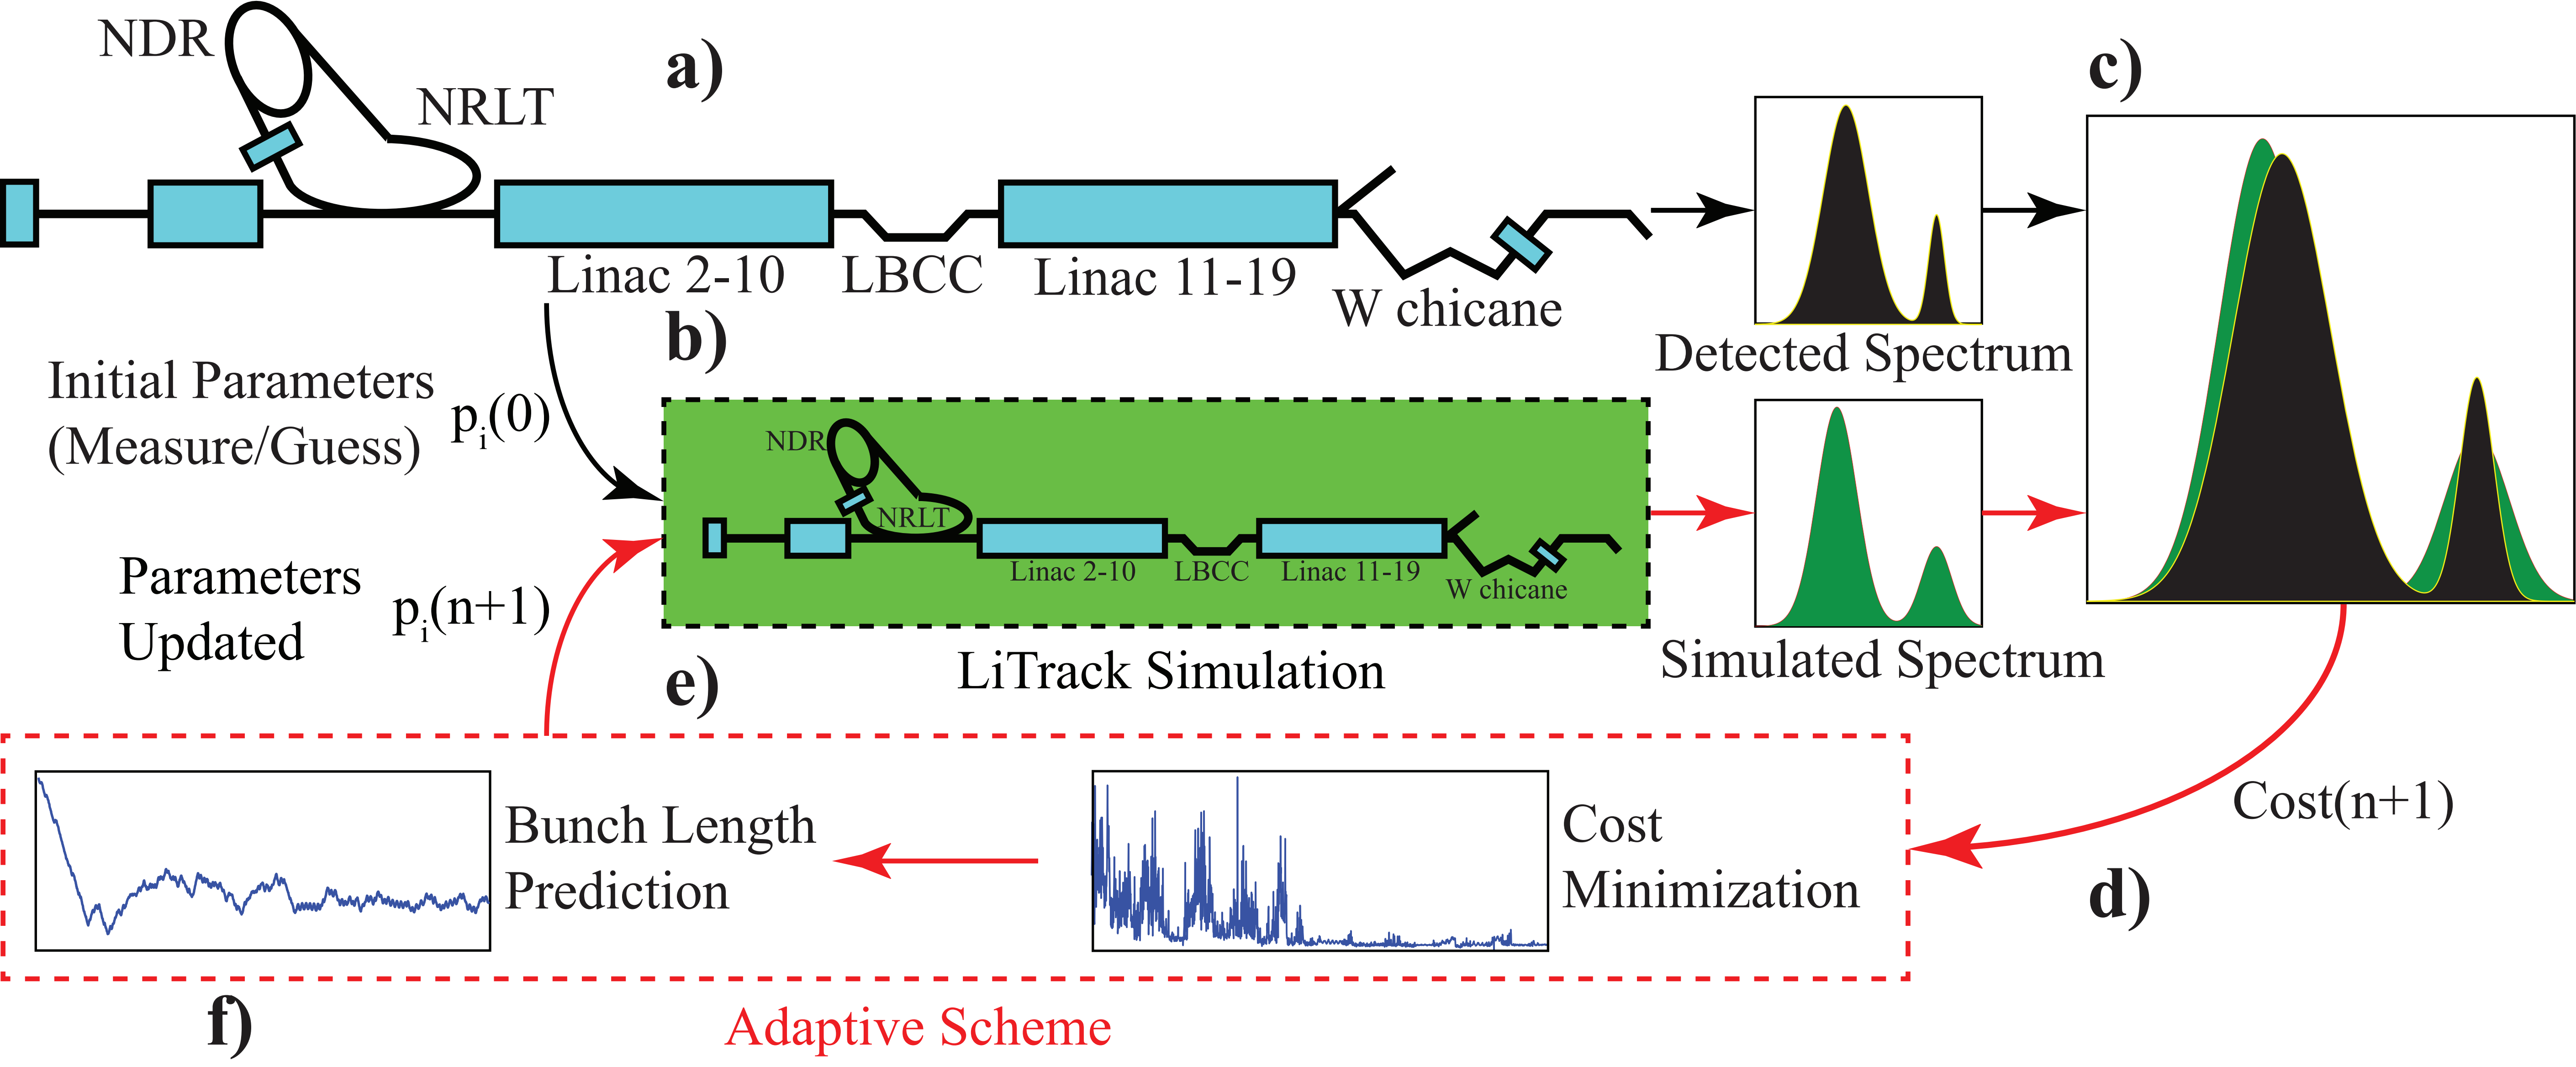 NDR
a)
c)
NRLT
Linac 2-10
LBCC
Linac 11-19
W chicane
b)
Detected Spectrum
Initial Parameters
(Measure/Guess)
pi(0)
NDR
NRLT
Linac 2-10
LBCC
Linac 11-19
W chicane
Parameters
Updated
pi(n+1)
e)
LiTrack Simulation
Simulated Spectrum
Cost(n+1)
Bunch Length
Prediction
Cost
Minimization
d)
f)
Adaptive Scheme